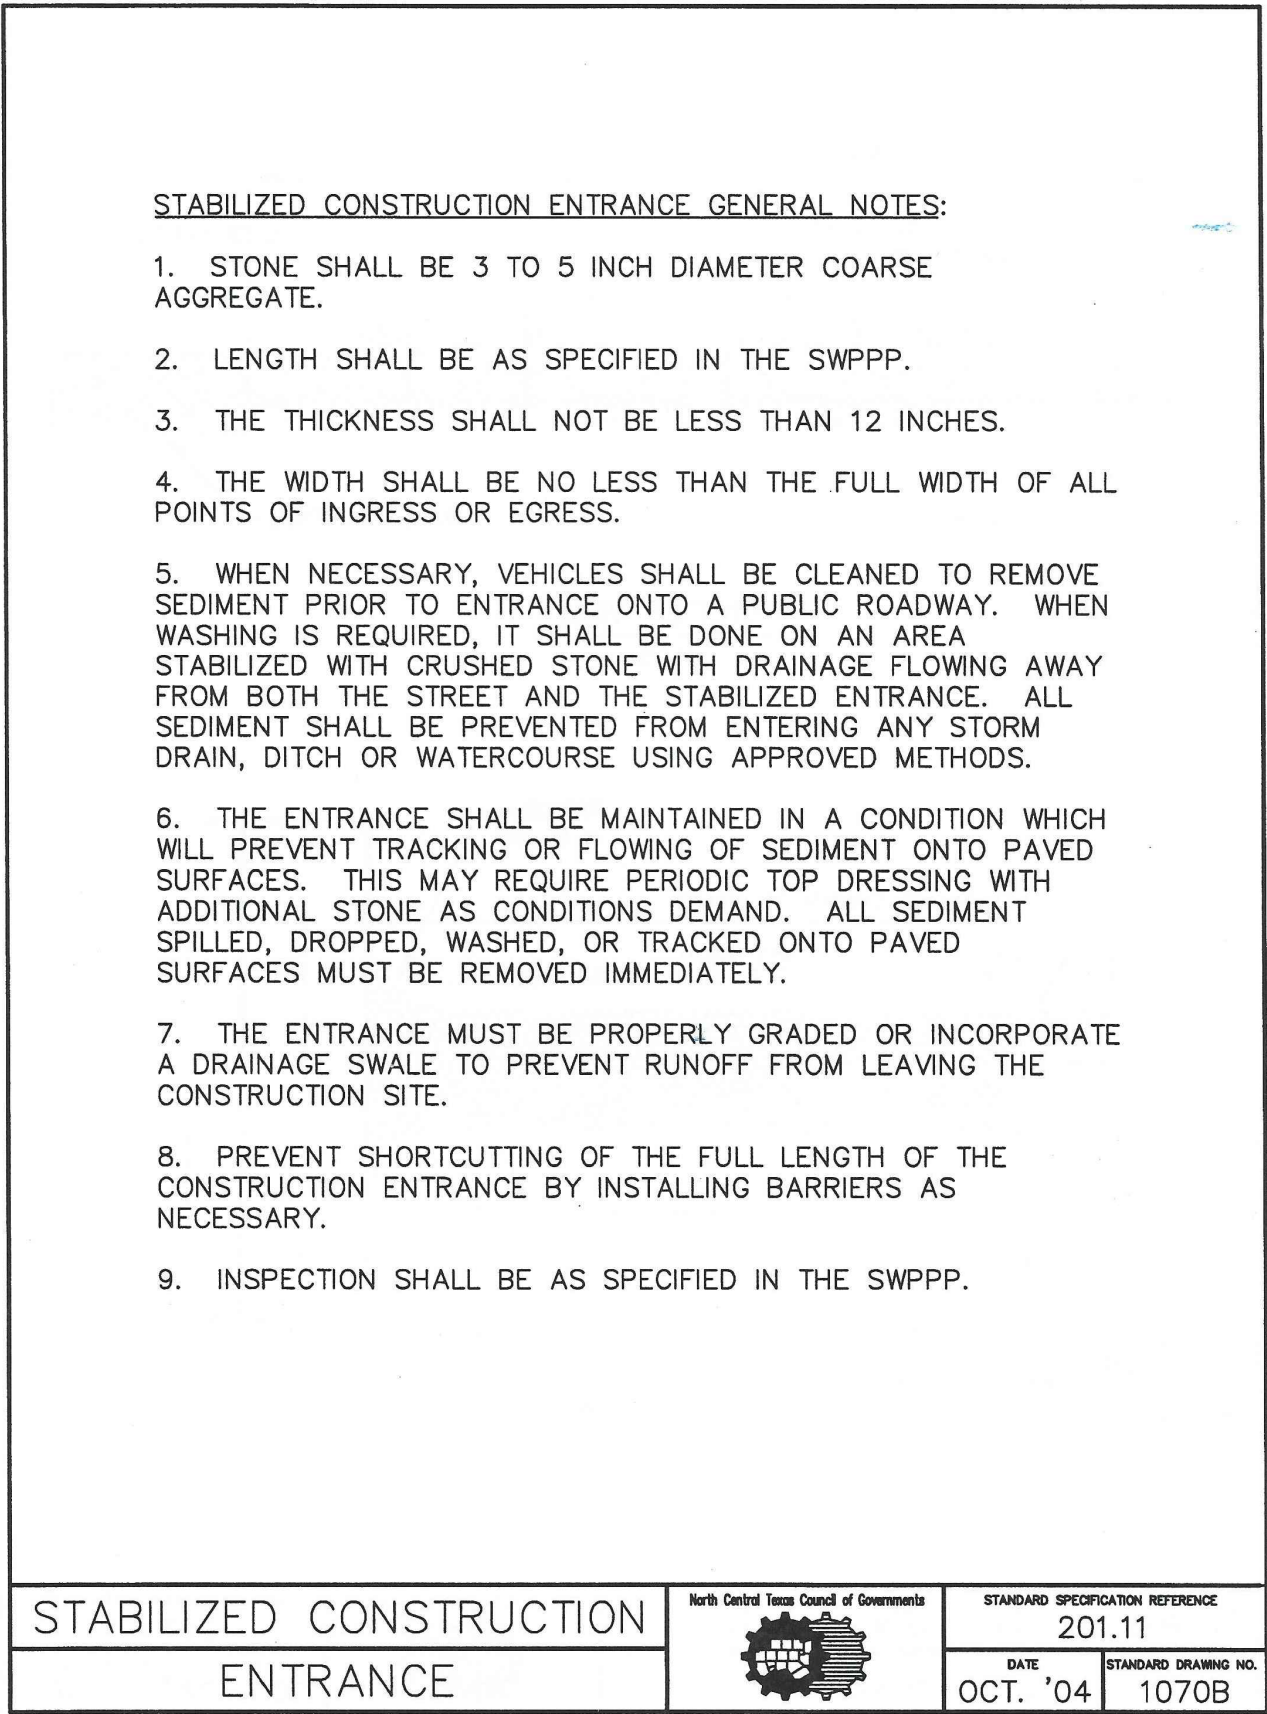 STABILIZED CONSTRUCTION ENTRANCE GENERAL NOTES:
1. STONE SHALL BE 3 TO 5 INCH DIAMETER COARSE
AGGREGATE.
2. LENGTH SHALL BE AS SPECIFIED IN THE SWPPP.
3. THE THICKNESS SHALL NOT BE LESS THAN 12 INCHES.
4. THE WIDTH SHALL BE NO LESS THAN THE FULL WIDTH OF ALL
POINTS OF INGRESS OR EGRESS.
5. WHEN NECESSARY, VEHICLES SHALL BE CLEANED TO REMOVE
SEDIMENT PRIOR TO ENTRANCE ONTO A PUBLIC ROADWAY. WHEN
WASHING IS REQUIRED, IT SHALL BE DONE ON AN AREA
STABILIZED WITH CRUSHED STONE WITH DRAINAGE FLOWING AWAY
FROM BOTH THE STREET AND THE STABILIZED ENTRANCE. ALL
SEDIMENT SHALL BE PREVENTED FROM ENTERING ANY STORM
DRAIN, DITCH OR WATERCOURSE USING APPROVED METHODS.
6. THE ENTRANCE SHALL BE MAINTAINED IN A CONDITION WHICH
WILL PREVENT TRACKING OR FLOWING OF SEDIMENT ONTO PAVED
SURFACES. THIS MAY REQUIRE PERIODIC TOP DRESSING WITH
ADDITIONAL STONE AS CONDITIONS DEMAND. ALL SEDIMENT
SPILLED, DROPPED, WASHED, OR TRACKED ONTO PAVED
SURFACES MUST BE REMOVED IMMEDIATELY.
7. THE ENTRANCE MUST BE PROPERLY GRADED OR INCORPORATE
A DRAINAGE SWALE TO PREVENT RUNOFF FROM LEAVING THE
CONSTRUCTION SITE.
8. PREVENT SHORTCUTTING OF THE FULL LENGTH OF THE
CONSTRUCTION ENTRANCE BY INSTALLING BARRIERS AS
NECESSARY.
9. INSPECTION SHALL BE AS SPECIFIED IN THE SWPPP.
STABILIZED CONSTRUCTION
ENTRANCE
North Central Texas Council of Governments
STANDARD SPECIFICATION REFERENCE
201.11
DATE
OCT. '04
STANDARD DRAWING NO.
1070B